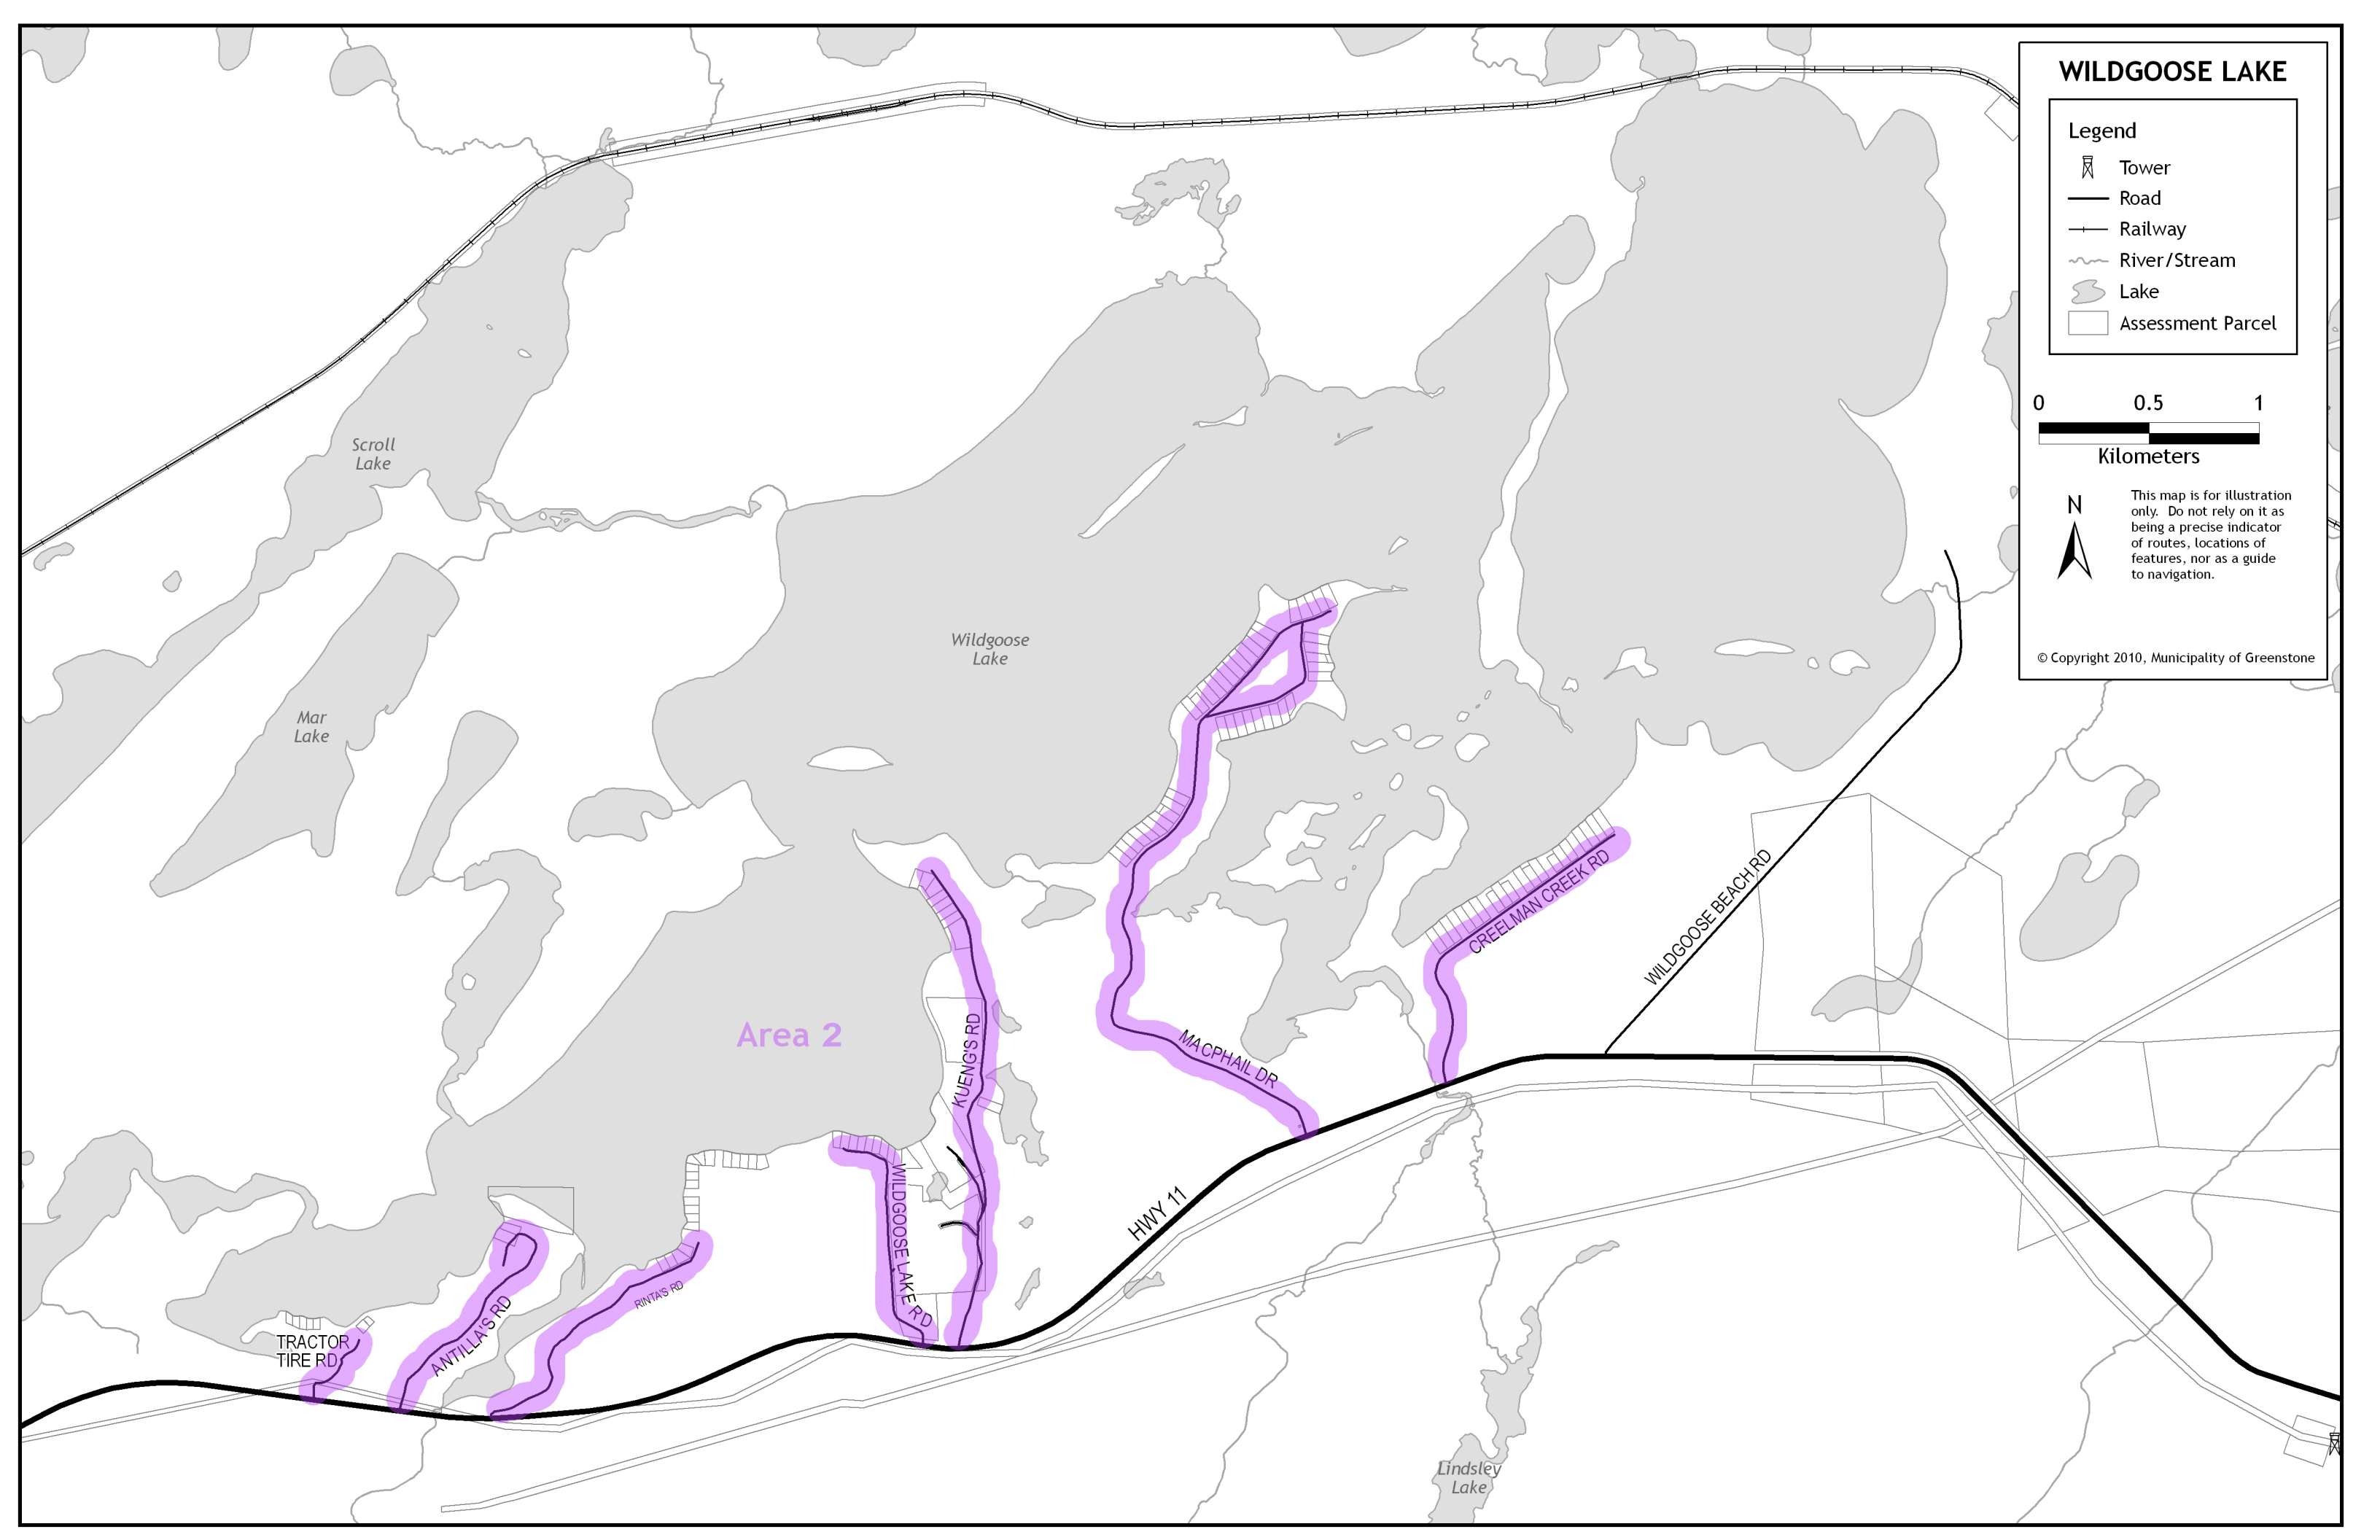 WILDGOOSE LAKE
Legend
Tower
Road
Railway
River/Stream
Lake
Assessment Parcel
0 0.5 1
Kilometers
N
This map is for illustration
only. Do not rely on it as
being a precise indicator
of routes, locations of
features, nor as a guide
to navigation.
© Copyright 2010, Municipality of Greenstone
Scroll
Lake
Wildgoose
Lake
Mar
Lake
Area 2
CREELMAN CREEK RD
WILDGOOSE BEACH RD
KUENG'S RD
MACPHAIL DR
WILDGOOSE LAKE RD
HWY 11
RINTA'S RD
ANTILLA'S RD
TRACTOR
TIRE RD
Lindsley
Lake